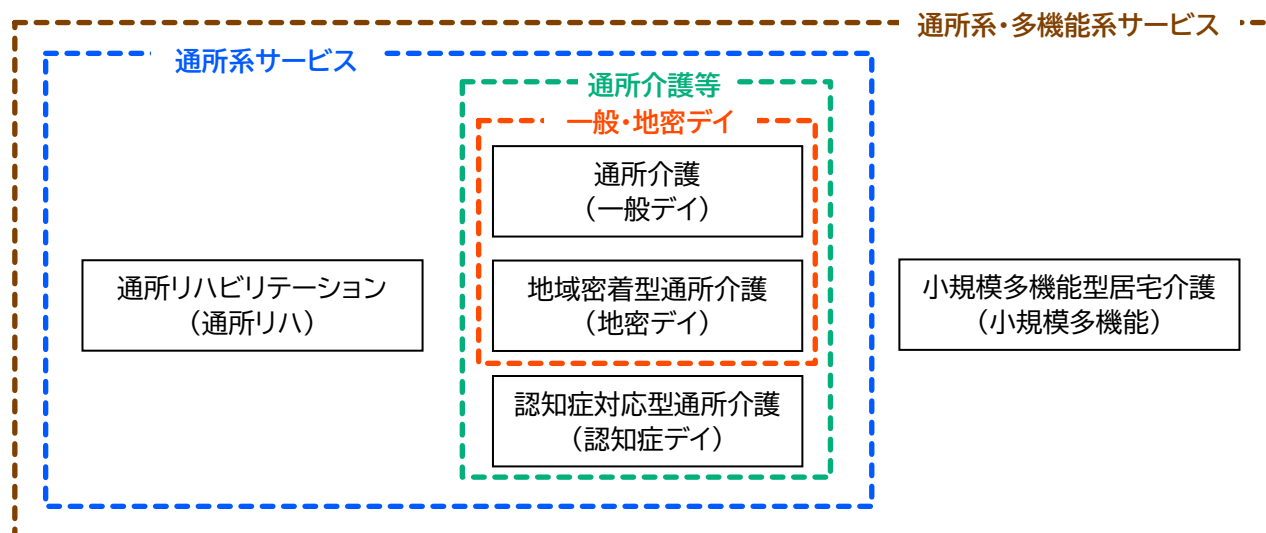 通所系・多機能系サービス
通所系サービス
通所介護等
一般・地密デイ
通所介護
（一般デイ）
通所リハビリテーション
（通所リハ）
地域密着型通所介護
（地密デイ）
小規模多機能型居宅介護
（小規模多機能）
認知症対応型通所介護
（認知症デイ）